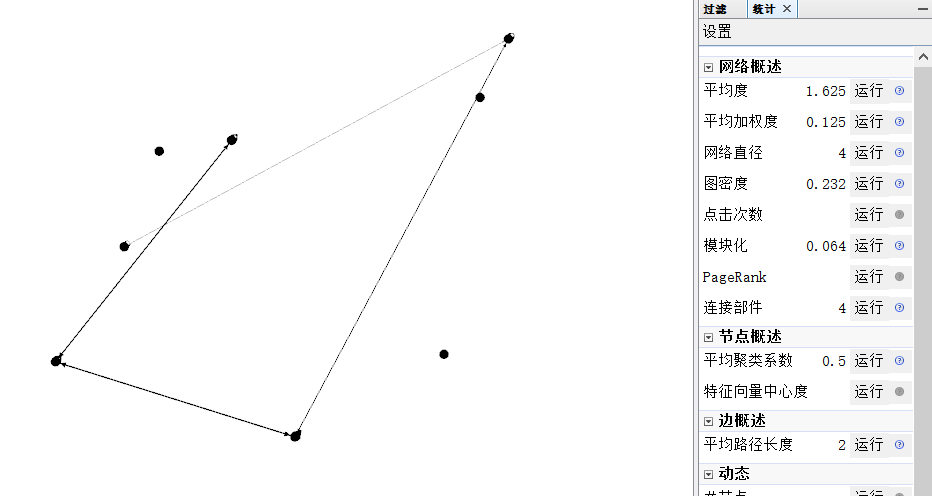 过滤 统计
设置
网络概述
平均度 1.625 运行
平均加权度 0.125 运行
网络直径 4 运行
图密度 0.232 运行
点击次数 运行
模块化 0.064 运行
PageRank 运行
连接部件 4 运行
节点概述
平均聚类系数 0.5 运行
特征向量中心度 运行
边概述
平均路径长度 2 运行
动态